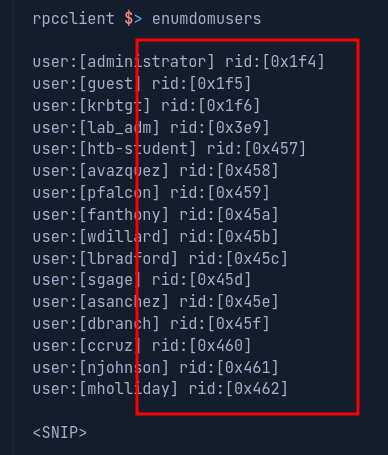 rpcclient $> enumdomusers
user:[administrator] rid:[0x1f4]
user:[guest] rid:[0x1f5]
user:[krbtgt] rid:[0x1f6]
user:[lab_adm] rid:[0x3e9]
user:[htb-student] rid:[0x457]
user:[avazquez] rid:[0x458]
user:[pfalcon] rid:[0x459]
user:[fanthony] rid:[0x45a]
user:[wdillard] rid:[0x45b]
user:[lbradford] rid:[0x45c]
user:[sgage] rid:[0x45d]
user:[asanchez] rid:[0x45e]
user:[dbranch] rid:[0x45f]
user:[ccruz] rid:[0x460]
user:[njohnson] rid:[0x461]
user:[mholliday] rid:[0x462]
<SNIP>